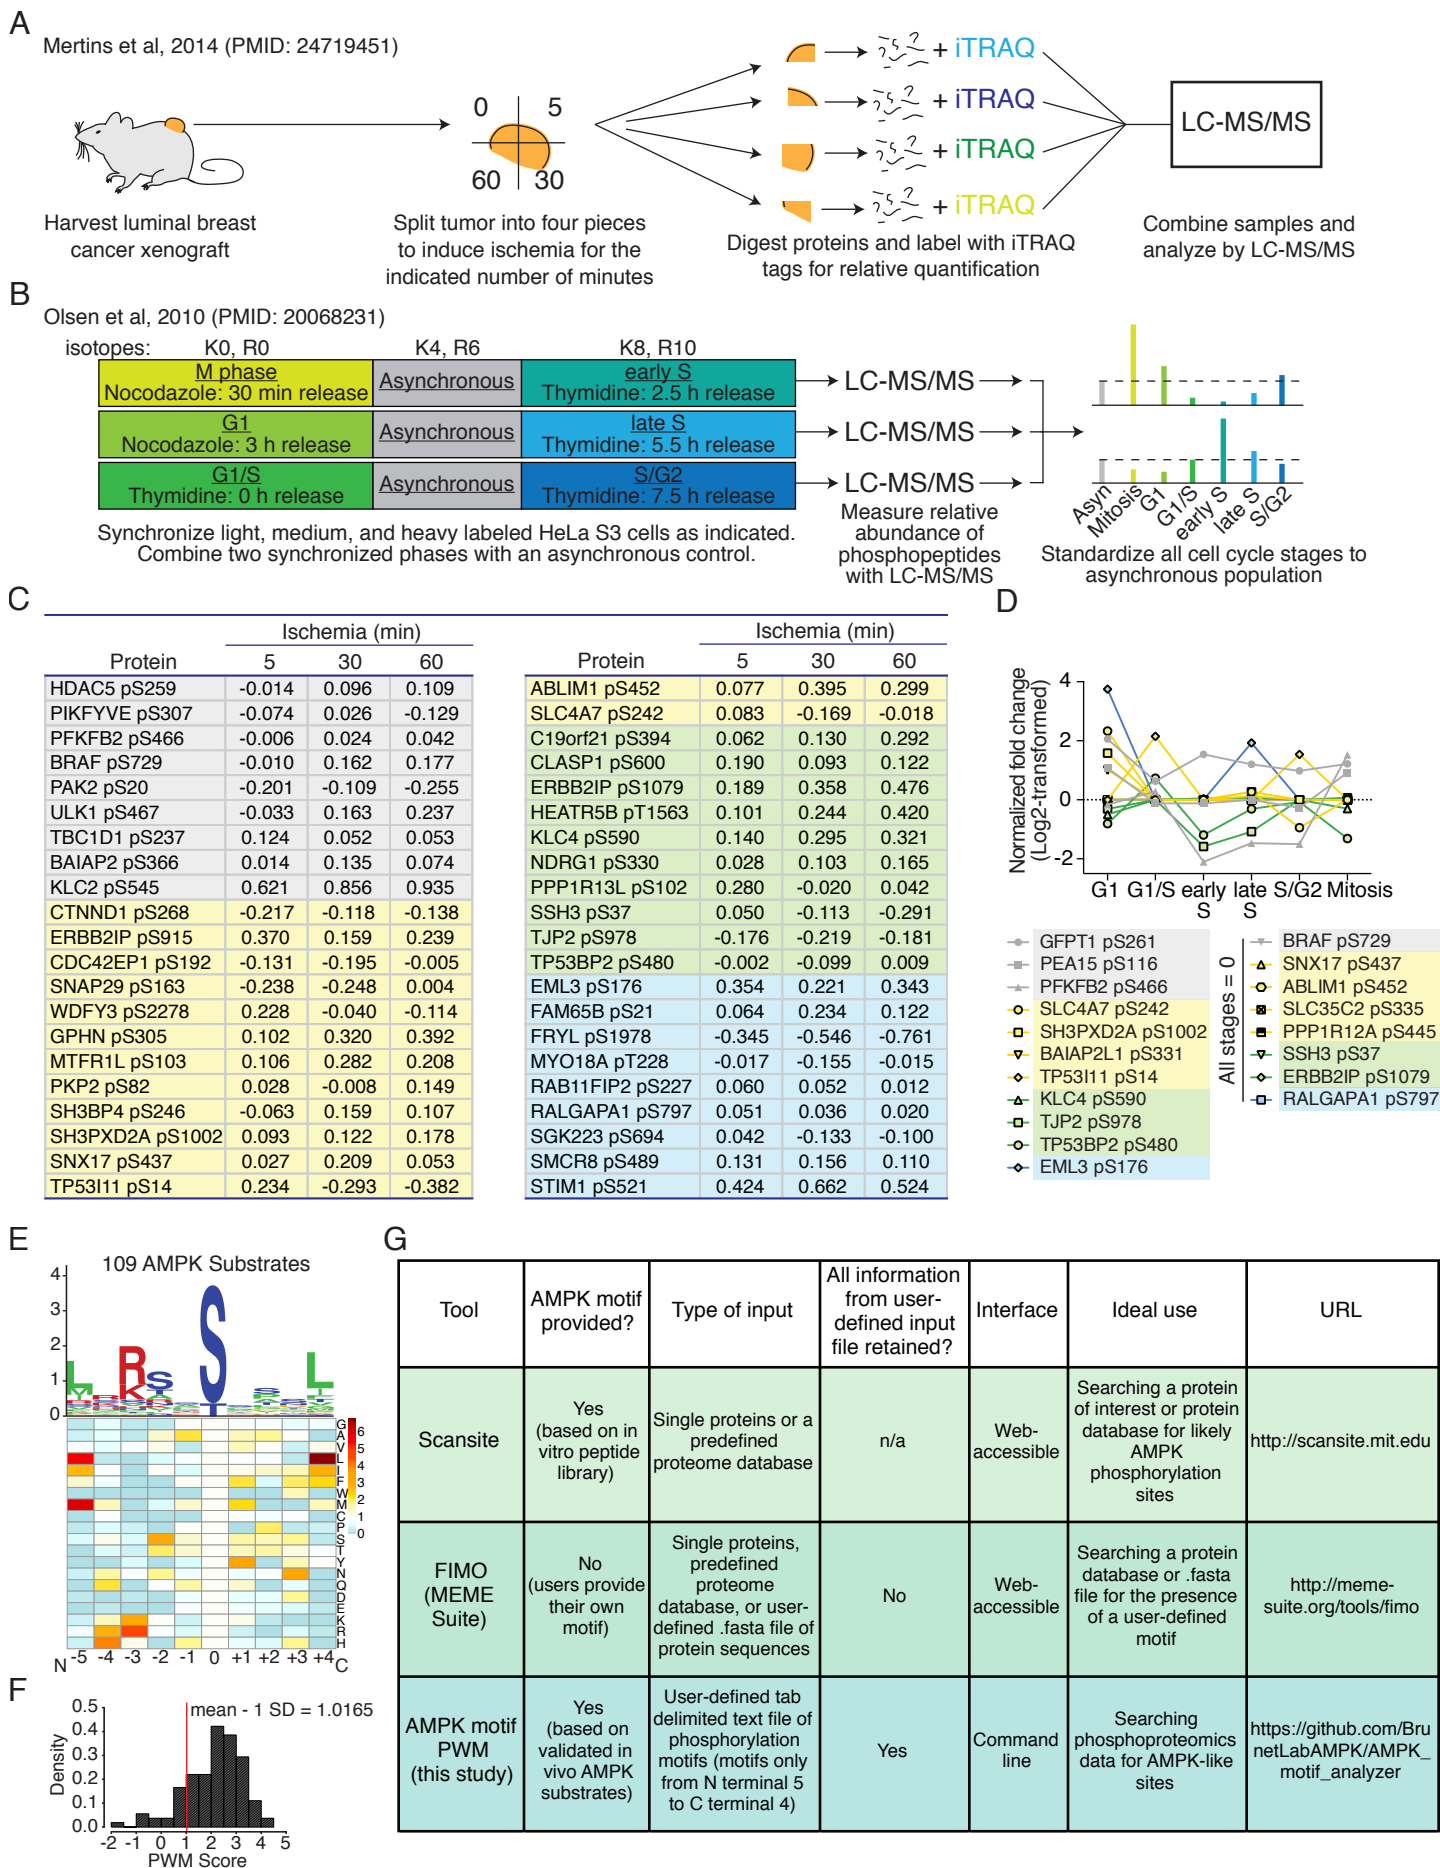 A
Mertins et al, 2014 (PMID: 24719451)
0 5
60 30
+ iTRAQ
+ iTRAQ
+ iTRAQ
+ iTRAQ
LC-MS/MS
Harvest luminal breast
cancer xenograft
Split tumor into four pieces
to induce ischemia for the
indicated number of minutes
Digest proteins and label with iTRAQ
tags for relative quantification
Combine samples and
analyze by LC-MS/MS
B
Olsen et al, 2010 (PMID: 20068231)
isotopes: K0, R0 K4, R6 K8, R10
M phase
Nocodazole: 30 min release
Asynchronous
early S
Thymidine: 2.5 h release
LC-MS/MS
G1
Nocodazole: 3 h release
Asynchronous
late S
Thymidine: 5.5 h release
LC-MS/MS
G1/S
Thymidine: 0 h release
Asynchronous
S/G2
Thymidine: 7.5 h release
LC-MS/MS
Synchronize light, medium, and heavy labeled HeLa S3 cells as indicated.
Combine two synchronized phases with an asynchronous control.
Measure relative
abundance of
phosphopeptides
with LC-MS/MS
Asyn Mitosis G1 G1/S early S late S S/G2
Standardize all cell cycle stages to
asynchronous population
C
Ischemia (min)
Protein 5 30 60
HDAC5 pS259 -0.014 0.096 0.109
PIKFYVE pS307 -0.074 0.026 -0.129
PFKFB2 pS466 -0.006 0.024 0.042
BRAF pS729 -0.010 0.162 0.177
PAK2 pS20 -0.201 -0.109 -0.255
ULK1 pS467 -0.033 0.163 0.237
TBC1D1 pS237 0.124 0.052 0.053
BAIAP2 pS366 0.014 0.135 0.074
KLC2 pS545 0.621 0.856 0.935
CTNND1 pS268 -0.217 -0.118 -0.138
ERBB2IP pS915 0.370 0.159 0.239
CDC42EP1 pS192 -0.131 -0.195 -0.005
SNAP29 pS163 -0.238 -0.248 0.004
WDFY3 pS2278 0.228 -0.040 -0.114
GPHN pS305 0.102 0.320 0.392
MTFR1L pS103 0.106 0.282 0.208
PKP2 pS82 0.028 -0.008 0.149
SH3BP4 pS246 -0.063 0.159 0.107
SH3PXD2A pS1002 0.093 0.122 0.178
SNX17 pS437 0.027 0.209 0.053
TP53I11 pS14 0.234 -0.293 -0.382
Ischemia (min)
Protein 5 30 60
ABLIM1 pS452 0.077 0.395 0.299
SLC4A7 pS242 0.083 -0.169 -0.018
C19orf21 pS394 0.062 0.130 0.292
CLASP1 pS600 0.190 0.093 0.122
ERBB2IP pS1079 0.189 0.358 0.476
HEATR5B pT1563 0.101 0.244 0.420
KLC4 pS590 0.140 0.295 0.321
NDRG1 pS330 0.028 0.103 0.165
PPP1R13L pS102 0.280 -0.020 0.042
SSH3 pS37 0.050 -0.113 -0.291
TJP2 pS978 -0.176 -0.219 -0.181
TP53BP2 pS480 -0.002 -0.099 0.009
EML3 pS176 0.354 0.221 0.343
FAM65B pS21 0.064 0.234 0.122
FRYL pS1978 -0.345 -0.546 -0.761
MYO18A pT228 -0.017 -0.155 -0.015
RAB11FIP2 pS227 0.060 0.052 0.012
RALGAPA1 pS797 0.051 0.036 0.020
SGK223 pS694 0.042 -0.133 -0.100
SMCR8 pS489 0.131 0.156 0.110
STIM1 pS521 0.424 0.662 0.524
D
Normalized fold change
(Log2-transformed)
4
2
0
-2
G1 G1/S early S late S S/G2 Mitosis
GFPT1 pS261
PEA15 pS116
PFKFB2 pS466
SLC4A7 pS242
SH3PXD2A pS1002
BAIAP2L1 pS331
TP53I11 pS14
KLC4 pS590
TJP2 pS978
TP53BP2 pS480
EML3 pS176
All stages = 0
BRAF pS729
SNX17 pS437
ABLIM1 pS452
SLC35C2 pS335
PPP1R12A pS445
SSH3 pS37
ERBB2IP pS1079
RALGAPA1 pS797
E
109 AMPK Substrates
4
3
2
1
0
L R K S S T S L
G
A
V
L
I
F
W
M
C
P
S
T
Y
N
Q
D
E
K
R
H
6
5
4
3
2
1
0
N -5 -4 -3 -2 -1 0 +1 +2 +3 +4 C
F
mean - 1 SD = 1.0165
Density
0.5
0.4
0.3
0.2
0.1
0.0
-2 -1 0 1 2 3 4 5
PWM Score
G
Tool
AMPK motif
provided?
Type of input
All information
from user-
defined input
file retained?
Interface
Ideal use
URL
Scansite
Yes
(based on in
vitro peptide
library)
Single proteins or a
predefined
proteome database
n/a
Web-
accessible
Searching a protein
of interest or protein
database for likely
AMPK
phosphorylation
sites
http://scansite.mit.edu
FIMO
(MEME
Suite)
No
(users provide
their own
motif)
Single proteins,
predefined
proteome
database, or user-
defined .fasta file of
protein sequences
No
Web-
accessible
Searching a protein
database or .fasta
file for the presence
of a user-defined
motif
http://meme-
suite.org/tools/fimo
AMPK motif
PWM
(this study)
Yes
(based on
validated in
vivo AMPK
substrates)
User-defined tab
delimited text file of
phosphorylation
motifs (motifs only
from N terminal 5
to C terminal 4)
Yes
Command
line
Searching
phosphoproteomics
data for AMPK-like
sites
https://github.com/Bru
netLabAMPK/AMPK_
motif_analyzer